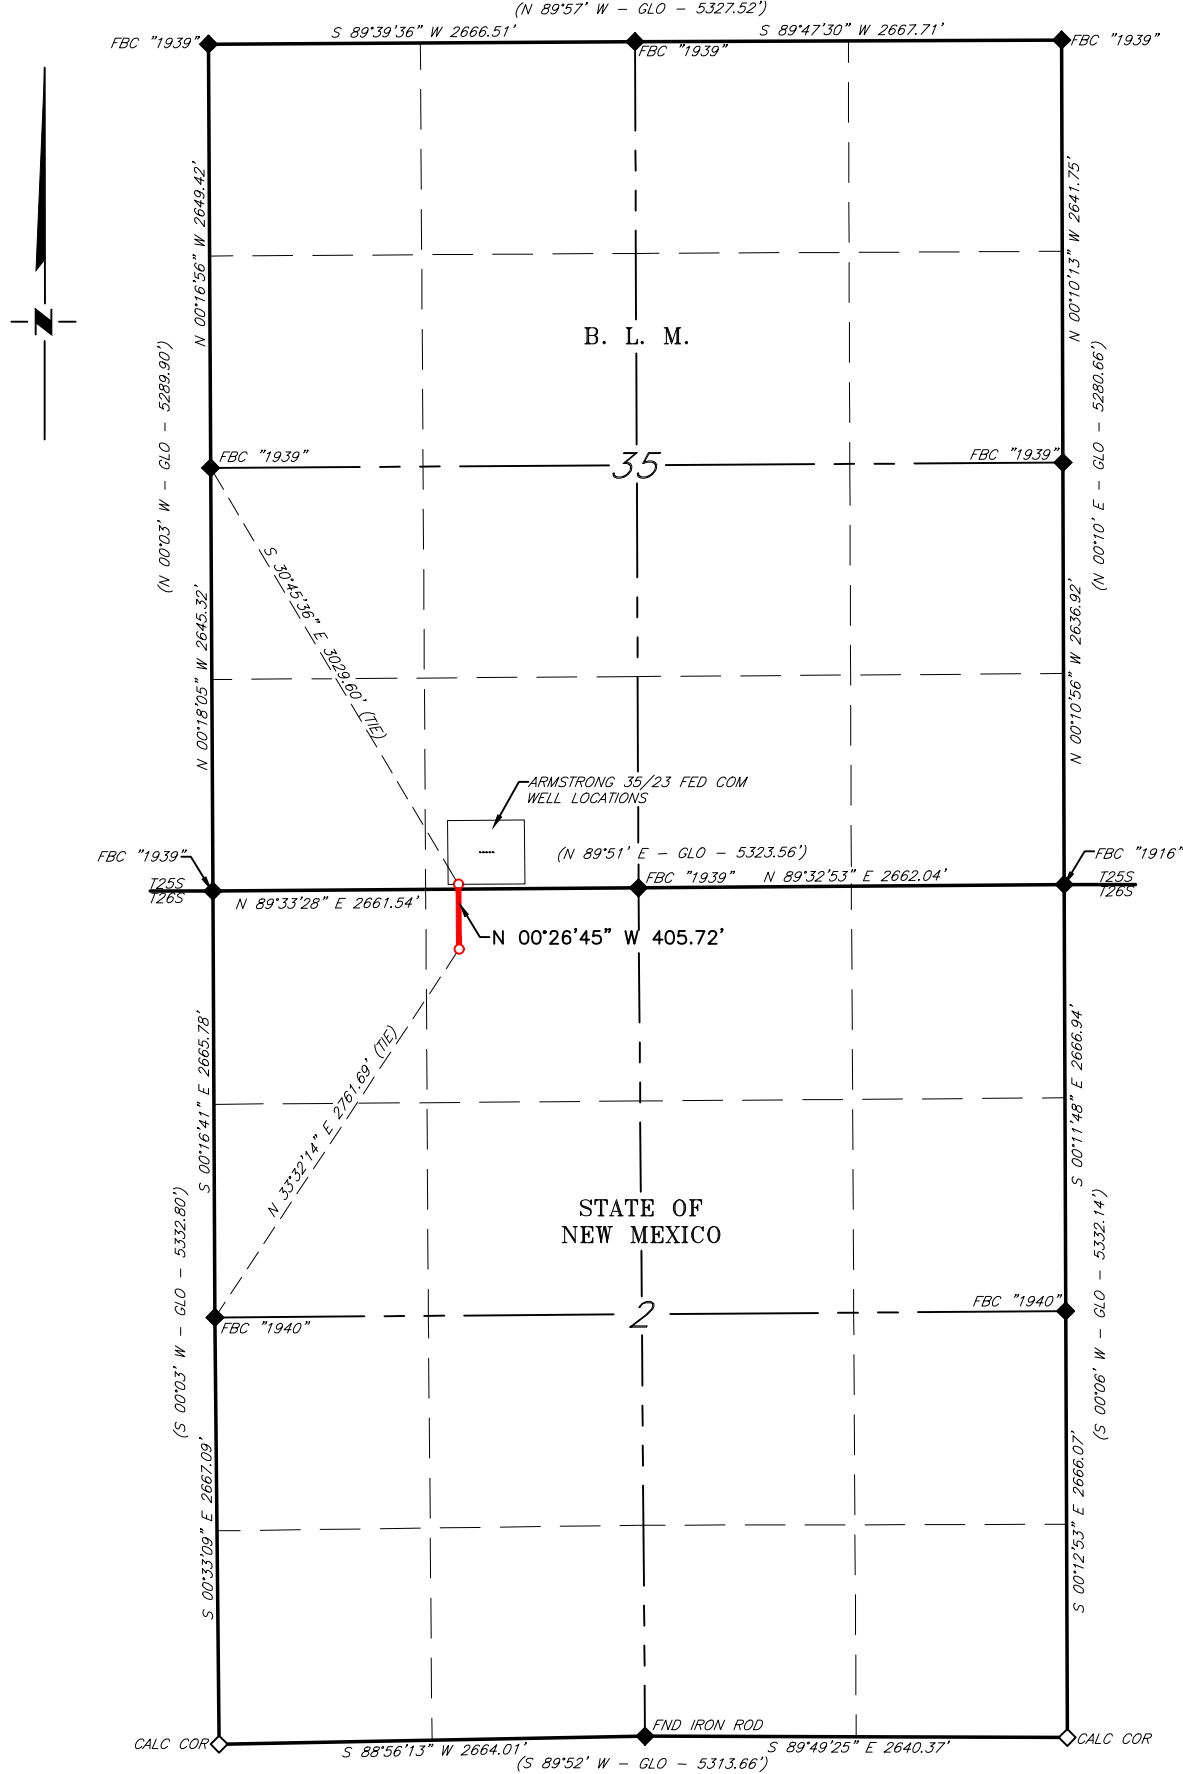 (N 89°57' W - GLO - 5327.52')
S 89°39'36" W 2666.51'
S 89°47'30" W 2667.71'
FBC "1939"
FBC "1939"
FBC "1939"
N 00°16'56" W 2649.42'
N 00°10'13" W 2641.75'
N
B. L. M.
(N 00°03' W - GLO - 5289.90')
(N 00°10' E - GLO - 5280.66')
FBC "1939"
35
FBC "1939"
S 30°45'36" E 3029.60' (TIE)
N 00°18'05" W 2645.32'
N 00°10'56" W 2636.92'
ARMSTRONG 35/23 FED COM
WELL LOCATIONS
FBC "1939"
(N 89°51' E - GLO - 5323.56')
FBC "1916"
T25S
T26S
N 89°33'28" E 2661.54'
FBC "1939"
N 89°32'53" E 2662.04'
T25S
T26S
N 00°26'45" W 405.72'
S 00°16'41" E 2665.78'
N 33°32'14" E 2761.69' (TIE)
S 00°11'48" E 2666.94'
STATE OF
NEW MEXICO
(S 00°03' W - GLO - 5332.80')
(S 00°06' W - GLO - 5332.14')
FBC "1940"
2
FBC "1940"
S 00°33'09" E 2667.09'
S 00°12'53" E 2666.07'
CALC COR
FND IRON ROD
CALC COR
S 88°56'13" W 2664.01'
S 89°49'25" E 2640.37'
(S 89°52' W - GLO - 5313.66')